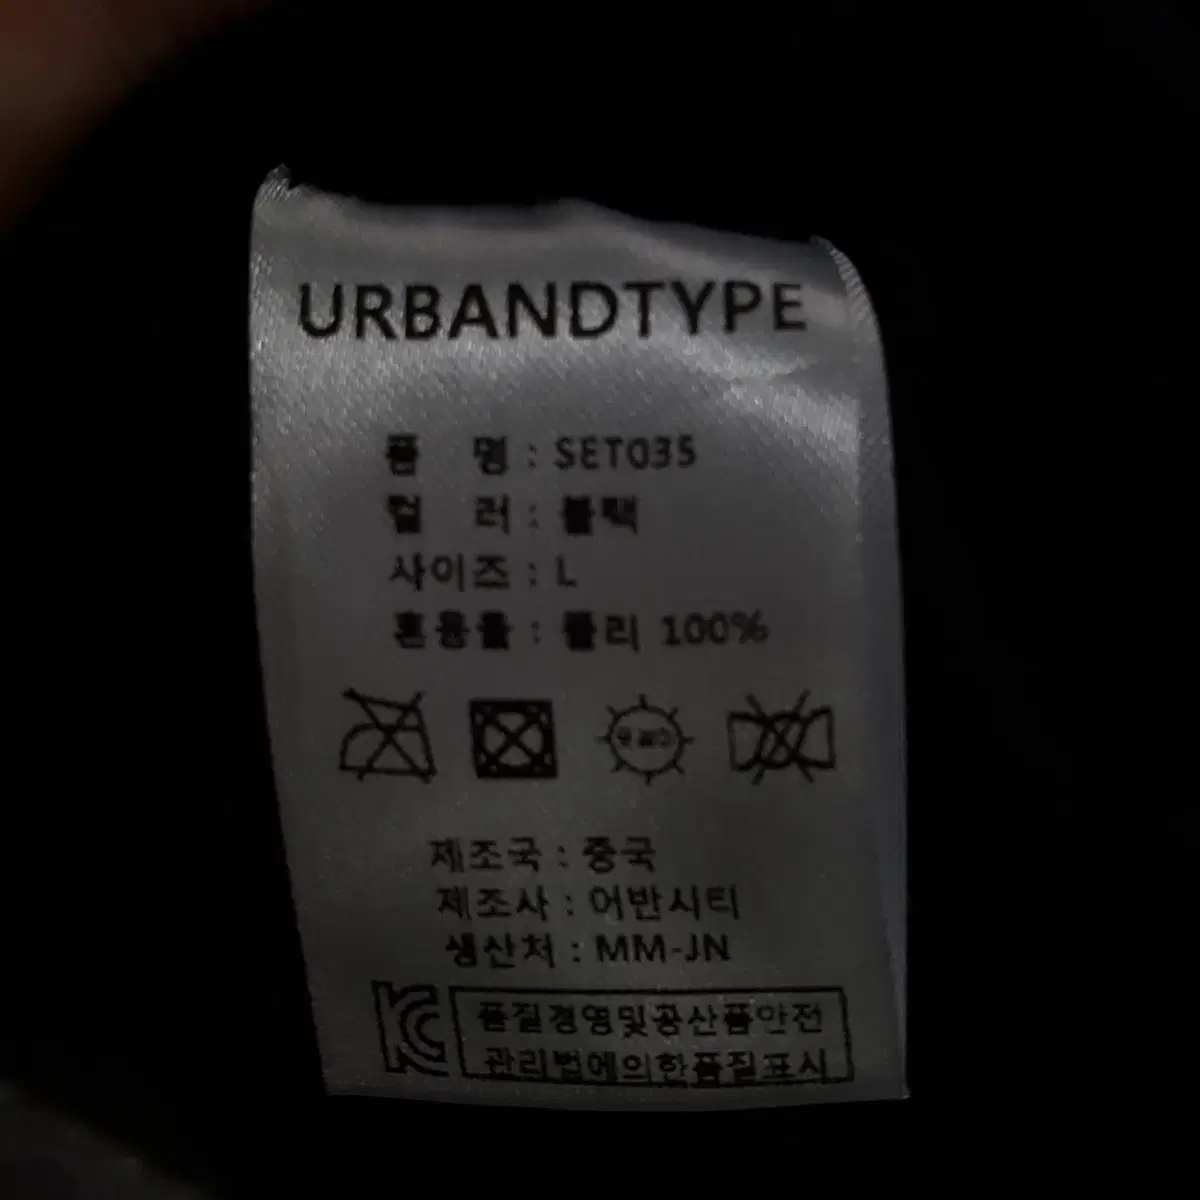 URBANDTYPE
품 명 : SET035
컬 러 : 블랙
사이즈 : L
혼용률 : 폴리 100%
제조국 : 중국
제조사 : 어반시티
생산처 : MM-JN
KC 품질경영및공산품안전
관리법에의한품질표시